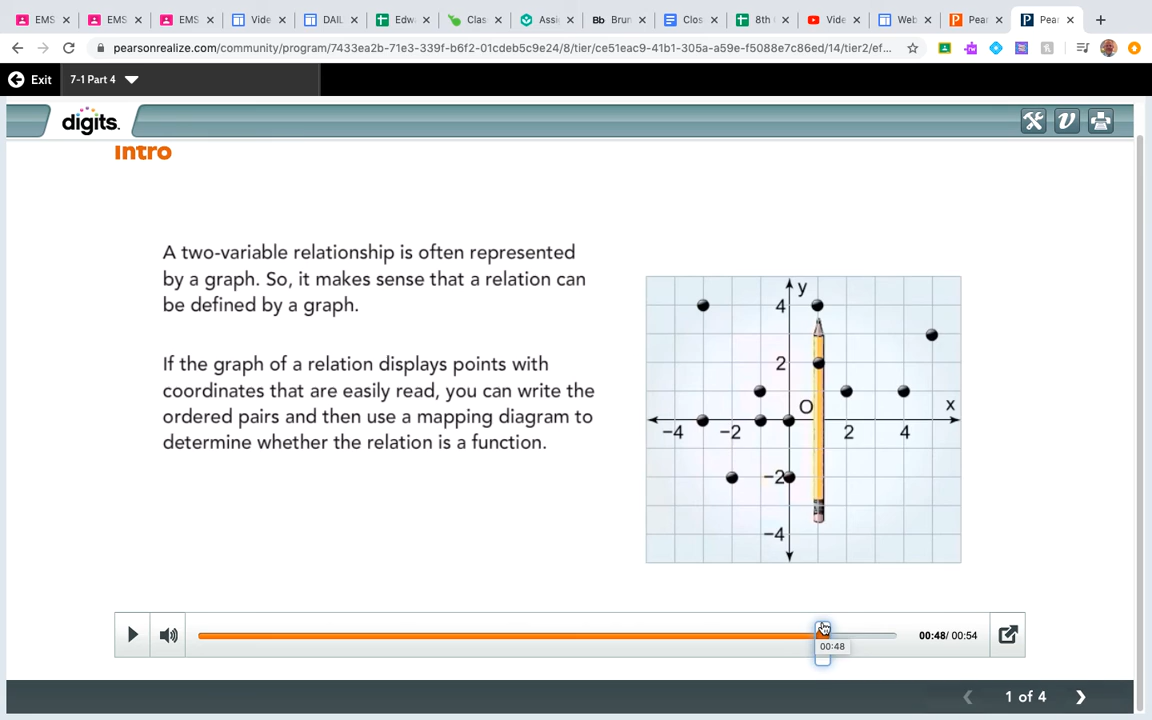 EMS
EMS
EMS
Vide
DAIL
Edwa
Clas
Assi
Bb Brun
Clos
8th
Vide
Web
Pear
Pear
pearsonrealize.com/community/program/7433ea2b-71e3-339f-b6f2-01cdeb5c9e24/8/tier/ce51eac9-41b1-305a-a59e-f5088e7c86ed/14/tier2/ef...
Exit
7-1 Part 4
digits.
Intro
A two-variable relationship is often represented
by a graph. So, it makes sense that a relation can
be defined by a graph.
If the graph of a relation displays points with
coordinates that are easily read, you can write the
ordered pairs and then use a mapping diagram to
determine whether the relation is a function.
y
4
2
O
x
-4
-2
2
4
-2
-4
00:48/ 00:54
00:48
1 of 4